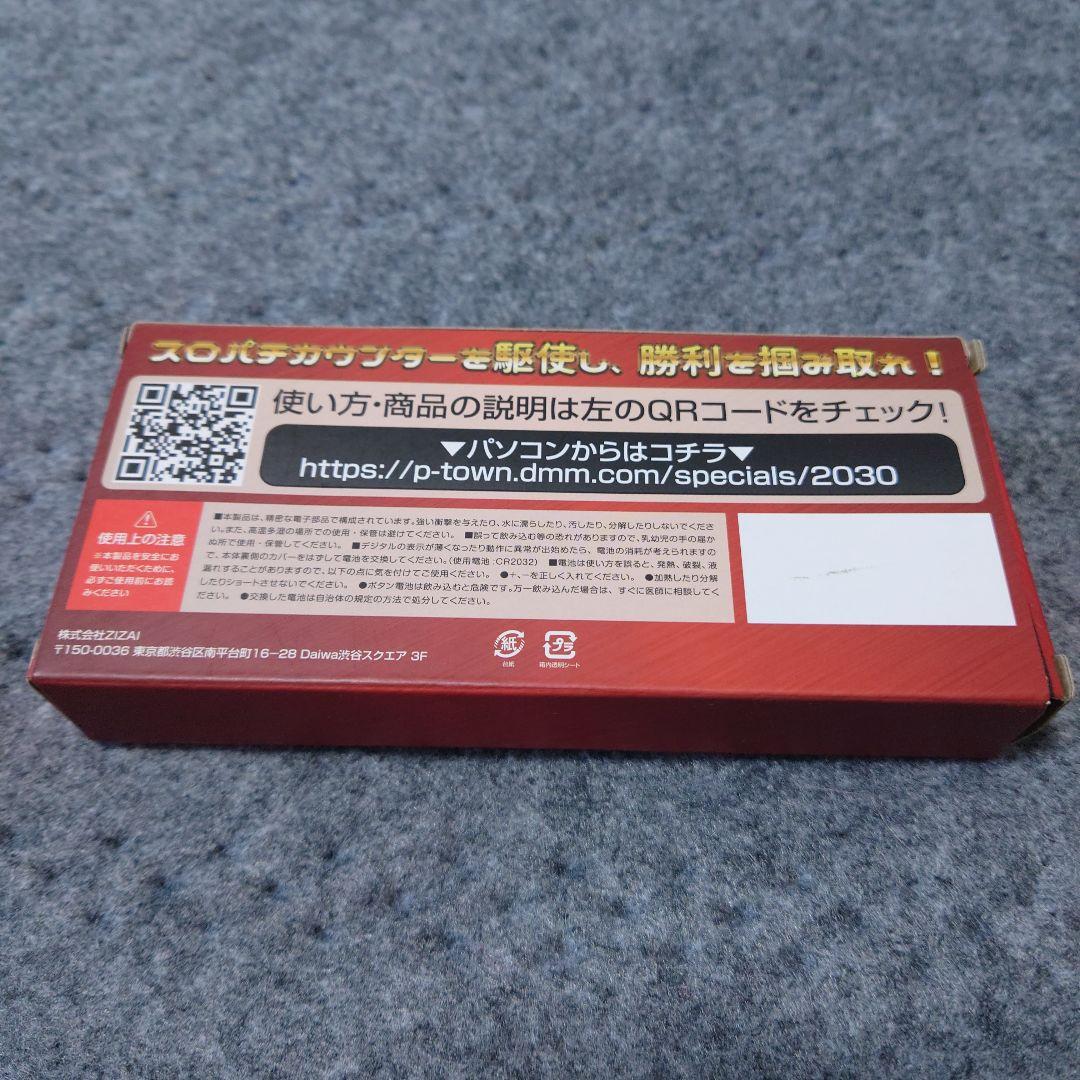 スロパチカウンターを駆使し、勝利を掴み取れ！
使い方・商品の説明は左のQRコードをチェック！
▼パソコンからはコチラ▼
https://p-town.dmm.com/specials/2030
使用上の注意
※本製品を安全にお
使いいただくために、
必ずご使用前にお読
みください
■本製品は、精密な電子部品で構成されています。強い衝撃を与えたり、水に濡らしたり、汚したり、分解したりしないでくださ
い。また、高温多湿の場所での使用・保管は避けてください。 ■誤って飲み込む等の恐れがありますので、乳幼児の手の届か
ぬ所で使用・保管してください。 ■デジタルの表示が薄くなったり動作に異常が出始めたら、電池の消耗が考えられますの
で、本体裏側のカバーをはずして電池を交換してください。(使用電池：CR2032) ■電池は使い方を誤ると、発熱、破裂、液
漏れすることがありますので、以下の点に気を付けてご使用ください。 ●＋、−を正しく入れてください。 ●加熱したり分解
したりショートさせないでください。 ●ボタン電池は飲み込むと危険です。万一飲み込んだ場合は、すぐに医師に相談してく
ださい。 ●交換した電池は自治体の規定の方法で処分してください。
株式会社ZIZAI
〒150-0036 東京都渋谷区南平台町16−28 Daiwa渋谷スクエア 3F
紙
台紙
プラ
箱内透明シート